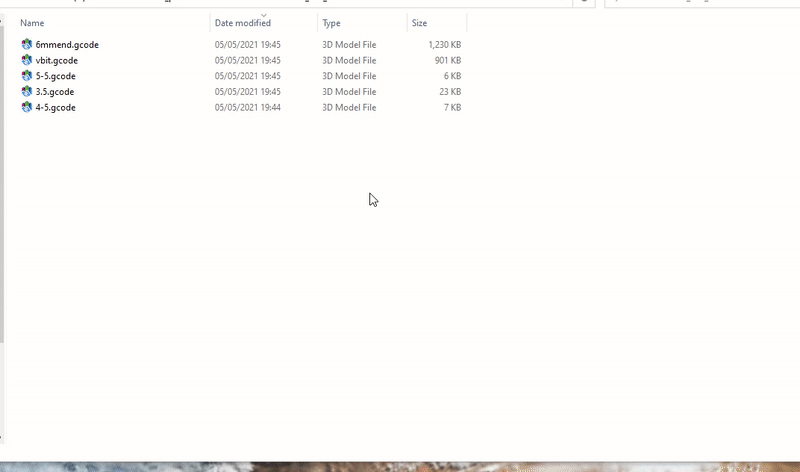 Name Date modified Type Size
6mmend.gcode 05/05/2021 19:45 3D Model File 1,230 KB
vbit.gcode 05/05/2021 19:45 3D Model File 901 KB
5-5.gcode 05/05/2021 19:45 3D Model File 6 KB
3.5.gcode 05/05/2021 19:45 3D Model File 23 KB
4-5.gcode 05/05/2021 19:44 3D Model File 7 KB